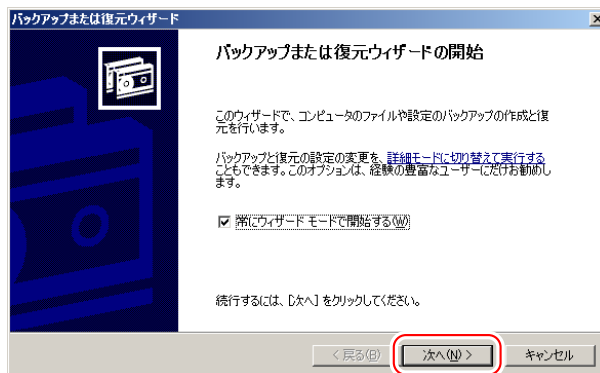 バックアップまたは復元ウィザード
バックアップまたは復元ウィザードの開始
このウィザードで、コンピュータのファイルや設定のバックアップの作成と復
元を行います。
バックアップと復元の設定の変更を、詳細モードに切り替えて実行する
こともできます。このオプションは、経験の豊富なユーザーにだけお勧めし
ます。
常にウィザード モードで開始する(W)
続行するには、[次へ] をクリックしてください。
< 戻る(B)
次へ(N) >
キャンセル